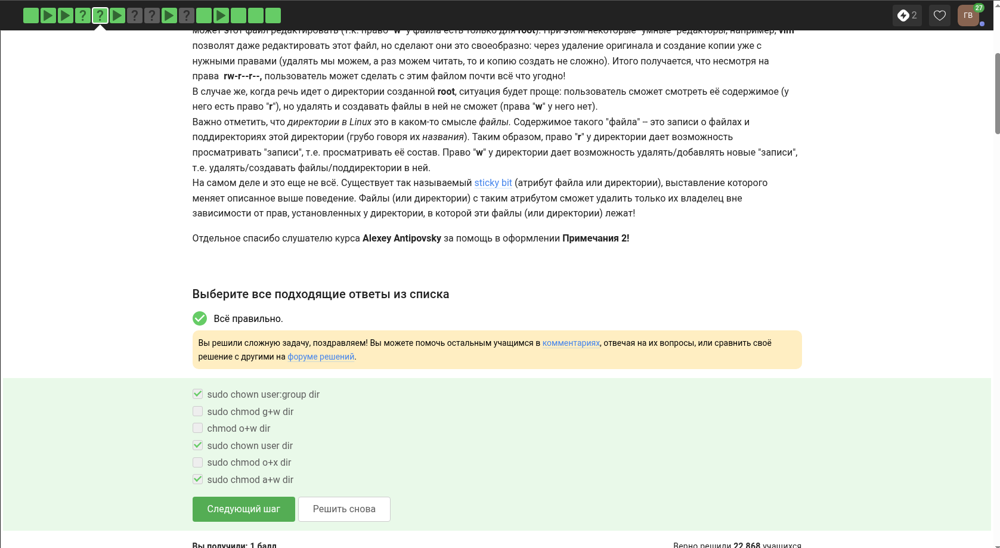 2
ГВ
27
может этот файл редактировать (т.к. право "w" у файла есть только для root). При этом некоторые "умные" редакторы, например, vim
позволят даже редактировать этот файл, но сделают они это своеобразно: через удаление оригинала и создание копии уже с
нужными правами (удалять мы можем, а раз можем читать, то и копию создать не сложно). Итого получается, что несмотря на
права rw-r--r--, пользователь может сделать с этим файлом почти всё что угодно!
В случае же, когда речь идет о директории созданной root, ситуация будет проще: пользователь сможет смотреть её содержимое (у
него есть право "r"), но удалять и создавать файлы в ней не сможет (права "w" у него нет).
Важно отметить, что директории в Linux это в каком-то смысле файлы. Содержимое такого "файла" -- это записи о файлах и
поддиректориях этой директории (грубо говоря их названия). Таким образом, право "r" у директории дает возможность
просматривать "записи", т.е. просматривать её состав. Право "w" у директории дает возможность удалять/добавлять новые "записи",
т.е. удалять/создавать файлы/поддиректории в ней.
На самом деле и это еще не всё. Существует так называемый sticky bit (атрибут файла или директории), выставление которого
меняет описанное выше поведение. Файлы (или директории) с таким атрибутом сможет удалить только их владелец вне
зависимости от прав, установленных у директории, в которой эти файлы (или директории) лежат!
Отдельное спасибо слушателю курса Alexey Antipovsky за помощь в оформлении Примечания 2!
Выберите все подходящие ответы из списка
Всё правильно.
Вы решили сложную задачу, поздравляем! Вы можете помочь остальным учащимся в комментариях, отвечая на их вопросы, или сравнить своё
решение с другими на форуме решений.
sudo chown user:group dir
sudo chmod g+w dir
chmod o+w dir
sudo chown user dir
sudo chmod o+x dir
sudo chmod a+w dir
Следующий шаг
Решить снова
Вы получили: 1 балл
Верно решили 22 868 учащихся